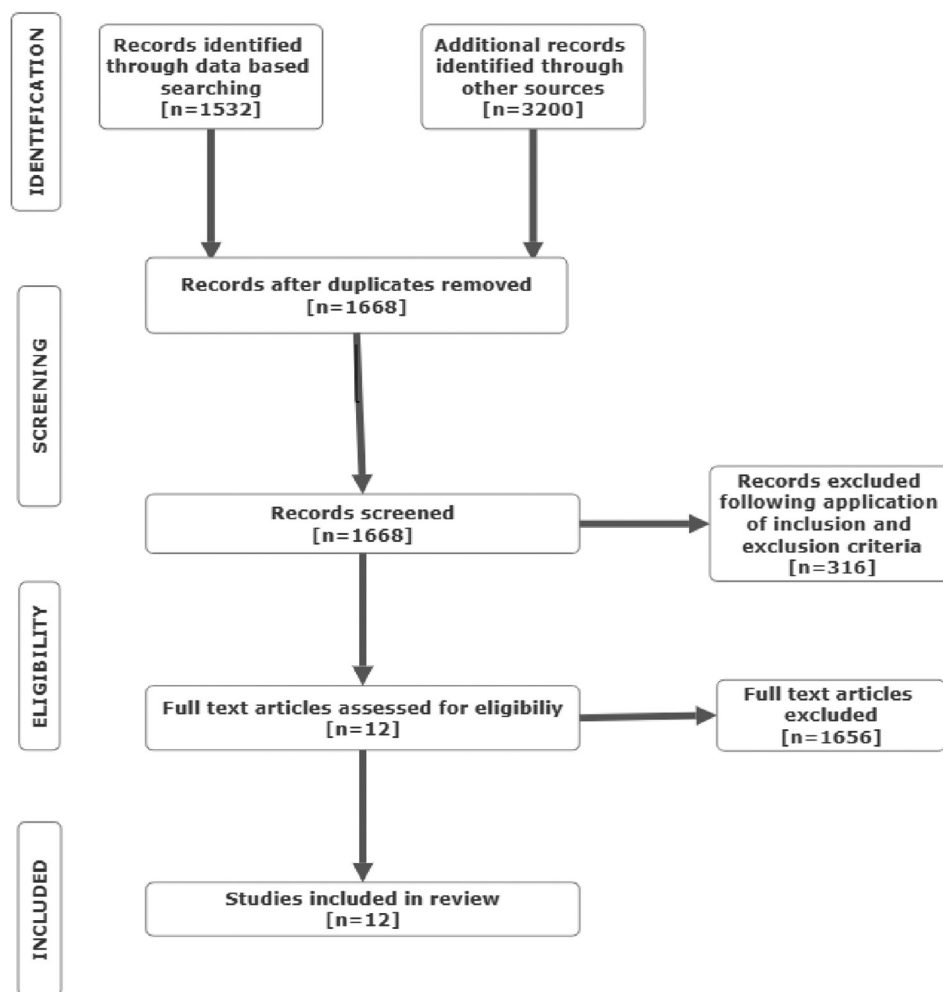 IDENTIFICATION
Records identified
through data based
searching
[n=1532]
Additional records
identified through
other sources
[n=3200]
Records after duplicates removed
[n=1668]
SCREENING
Records screened
[n=1668]
Records excluded
following application
of inclusion and
exclusion criteria
[n=316]
ELIGIBILITY
Full text articles assessed for eligibiliy
[n=12]
Full text articles
excluded
[n=1656]
INCLUDED
Studies included in review
[n=12]